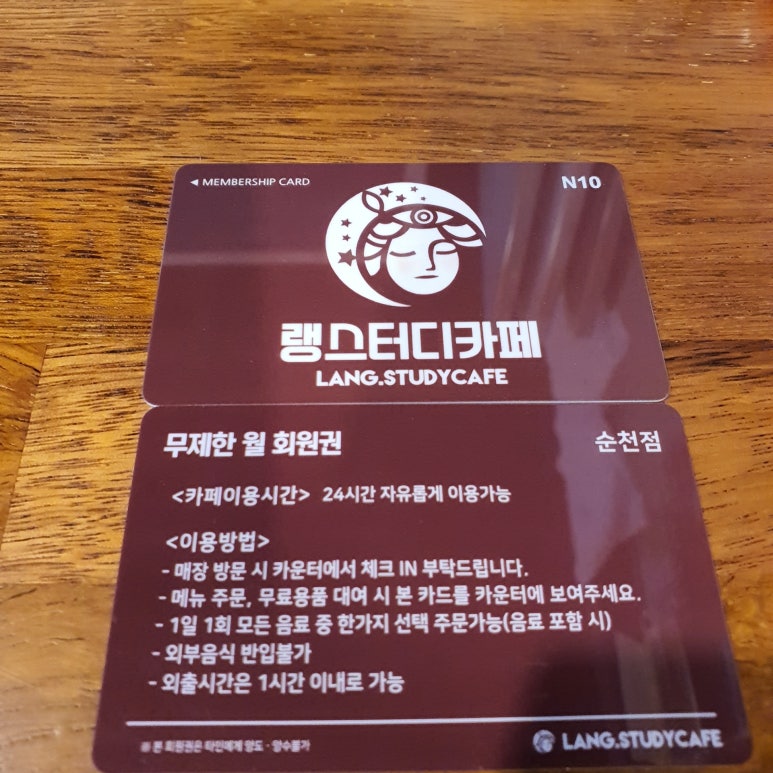 ◀ MEMBERSHIP CARD
N10
랭스터디카페
LANG.STUDYCAFE
무제한 월 회원권
순천점
<카페이용시간> 24시간 자유롭게 이용가능
<이용방법>
- 매장 방문 시 카운터에서 체크 IN 부탁드립니다.
- 메뉴 주문, 무료용품 대여 시 본 카드를 카운터에 보여주세요.
- 1일 1회 모든 음료 중 한가지 선택 주문가능(음료 포함 시)
- 외부음식 반입불가
- 외출시간은 1시간 이내로 가능
※ 본 회원권은 타인에게 양도 · 양수불가
LANG.STUDYCAFE